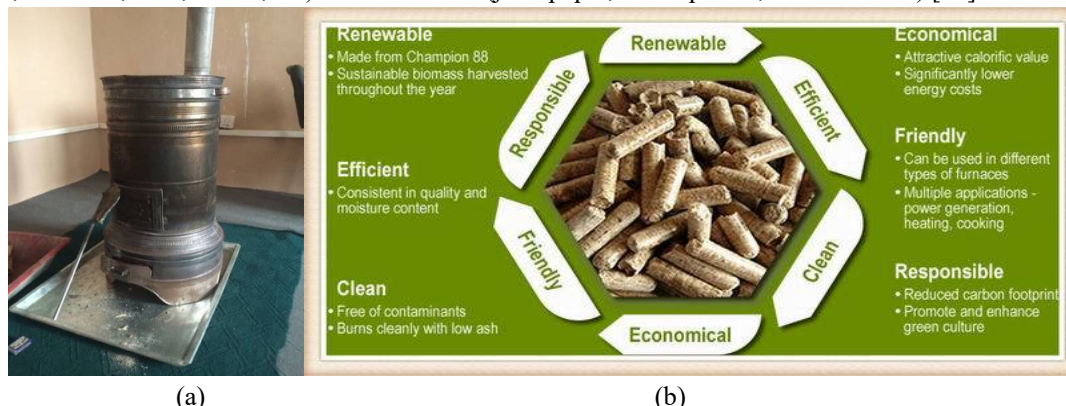 Renewable
• Made from Champion 88
• Sustainable biomass harvested
throughout the year
Efficient
• Consistent in quality and
moisture content
Clean
• Free of contaminants
• Burns cleanly with low ash
Renewable
Efficient
Clean
Economical
Friendly
Responsible
Economical
• Attractive calorific value
• Significantly lower
energy costs
Friendly
• Can be used in different
types of furnaces
• Multiple applications -
power generation,
heating, cooking
Responsible
• Reduced carbon footprint
• Promote and enhance
green culture
(a)
(b)